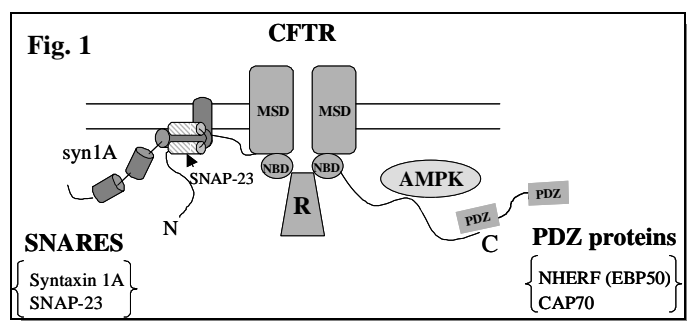 Fig. 1
CFTR
MSD
MSD
syn1A
SNAP-23
NBD
NBD
AMPK
R
PDZ
PDZ
N
C
SNARES
PDZ proteins
Syntaxin 1A
SNAP-23
NHERF (EBP50)
CAP70